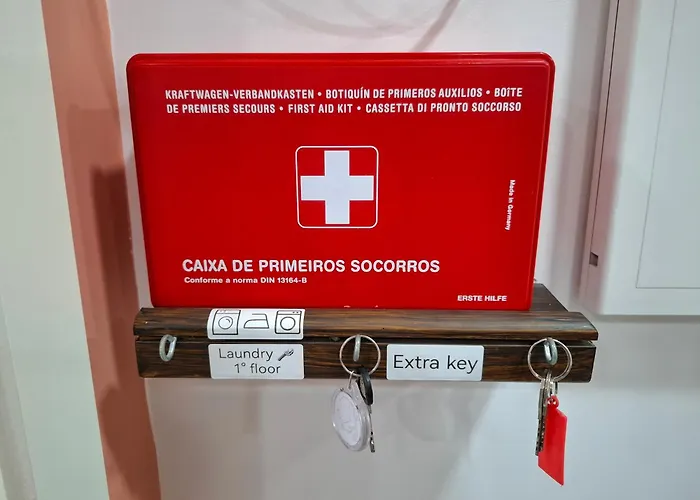 KRAFTWAGEN-VERBANDKASTEN • BOTIQUÍN DE PRIMEROS AUXILIOS • BOÎTE
DE PREMIERS SECOURS • FIRST AID KIT • CASSETTA DI PRONTO SOCCORSO
Made in Germany
CAIXA DE PRIMEIROS SOCORROS
Conforme a norma DIN 13164-B
ERSTE HILFE
Laundry
1º floor
Extra key